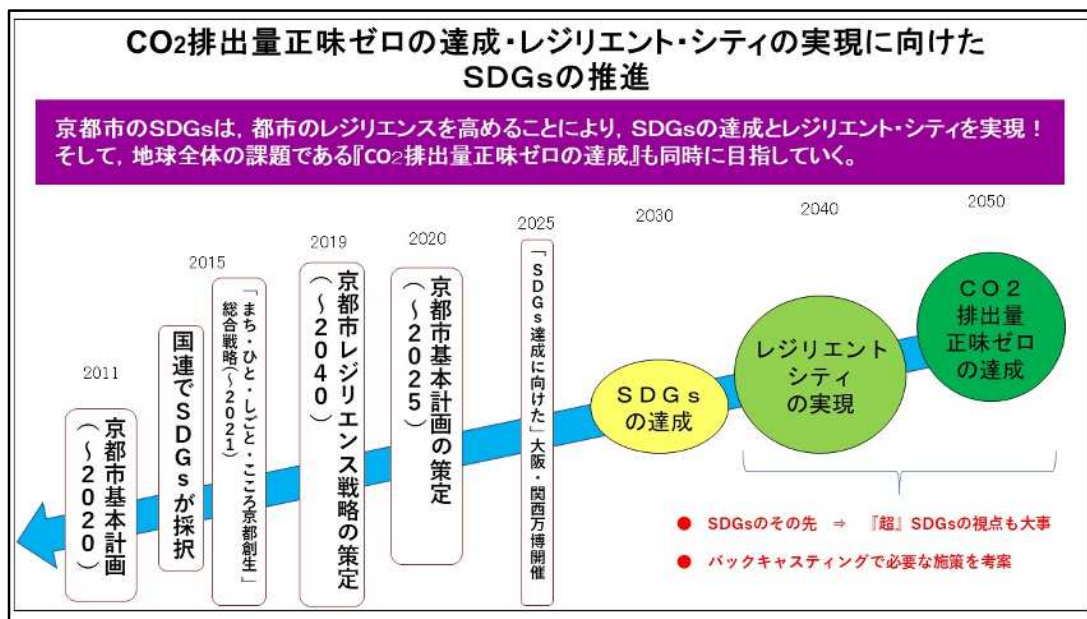 CO2排出量正味ゼロの達成・レジリエント・シティの実現に向けた
SDGsの推進
京都市のSDGsは,都市のレジリエンスを高めることにより,SDGsの達成とレジリエント・シティを実現！
そして,地球全体の課題である『CO2排出量正味ゼロの達成』も同時に目指していく。
2011
京都市基本計画
(～2020)
2015
国連でSDGsが採択
「まち・ひと・しごと・こころ京都創生」
総合戦略(～2021)
2019
京都市レジリエンス戦略の策定
(～2040)
2020
京都市基本計画の策定
(～2025)
2025
「SDGs達成に向けた」大阪・関西万博開催
2030
SDGs
の達成
2040
レジリエント
シティ
の実現
2050
CO2
排出量
正味ゼロ
の達成
● SDGsのその先 ⇒ 『超』SDGsの視点も大事
● バックキャスティングで必要な施策を考案